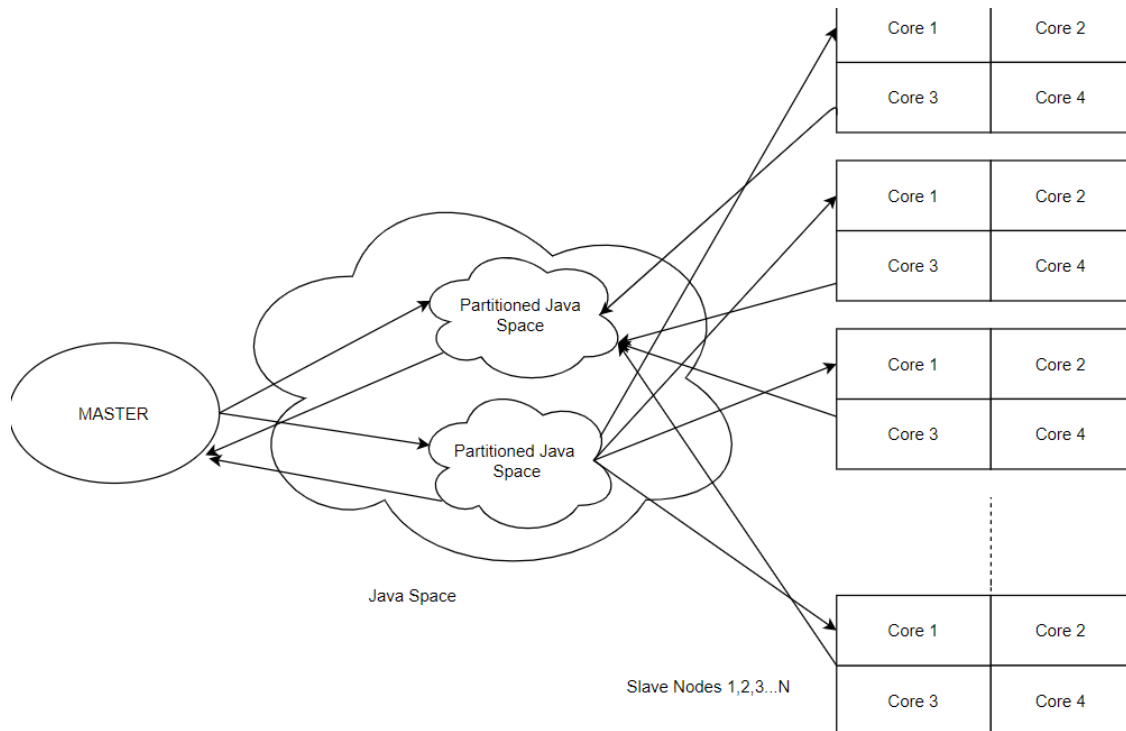 Core 1
Core 2
Core 3
Core 4
Core 1
Core 2
Core 3
Core 4
Partitioned Java
Space
Core 1
Core 2
MASTER
Core 3
Core 4
Partitioned Java
Space
Java Space
Core 1
Core 2
Slave Nodes 1,2,3...N
Core 3
Core 4